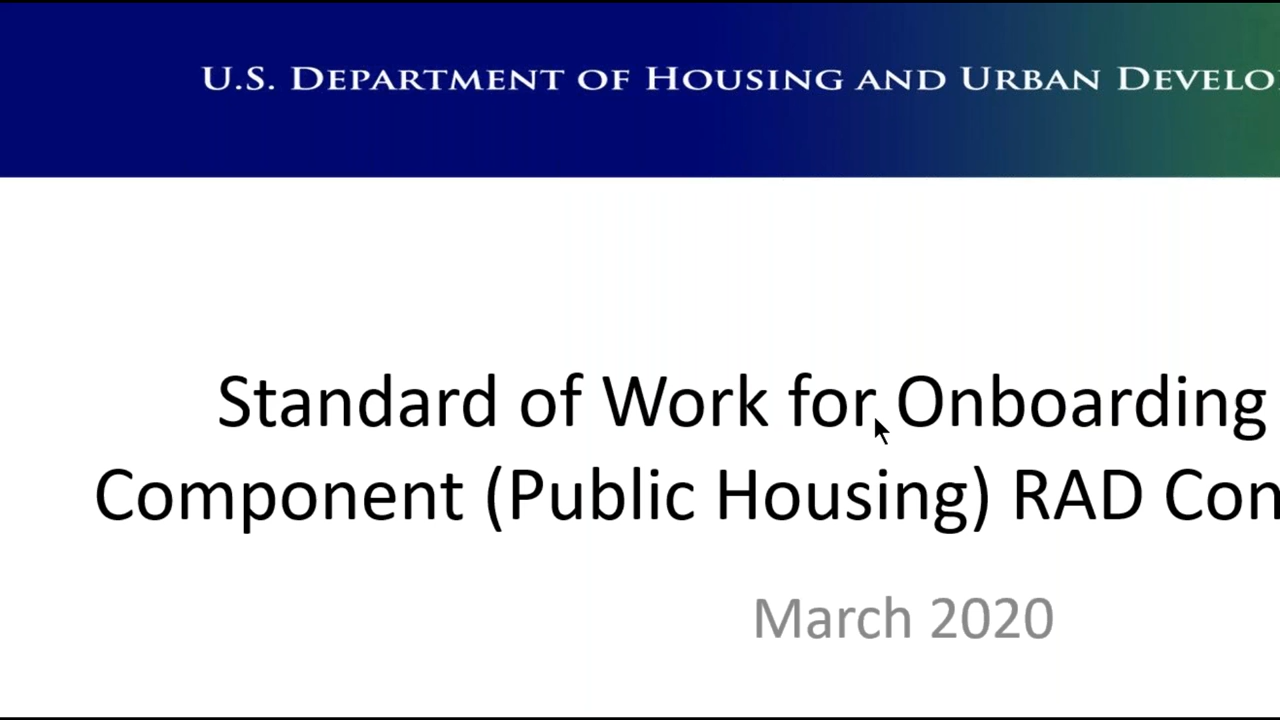 U.S. Department of Housing and Urban Develo
Standard of Work for Onboarding
Component (Public Housing) RAD Con
March 2020